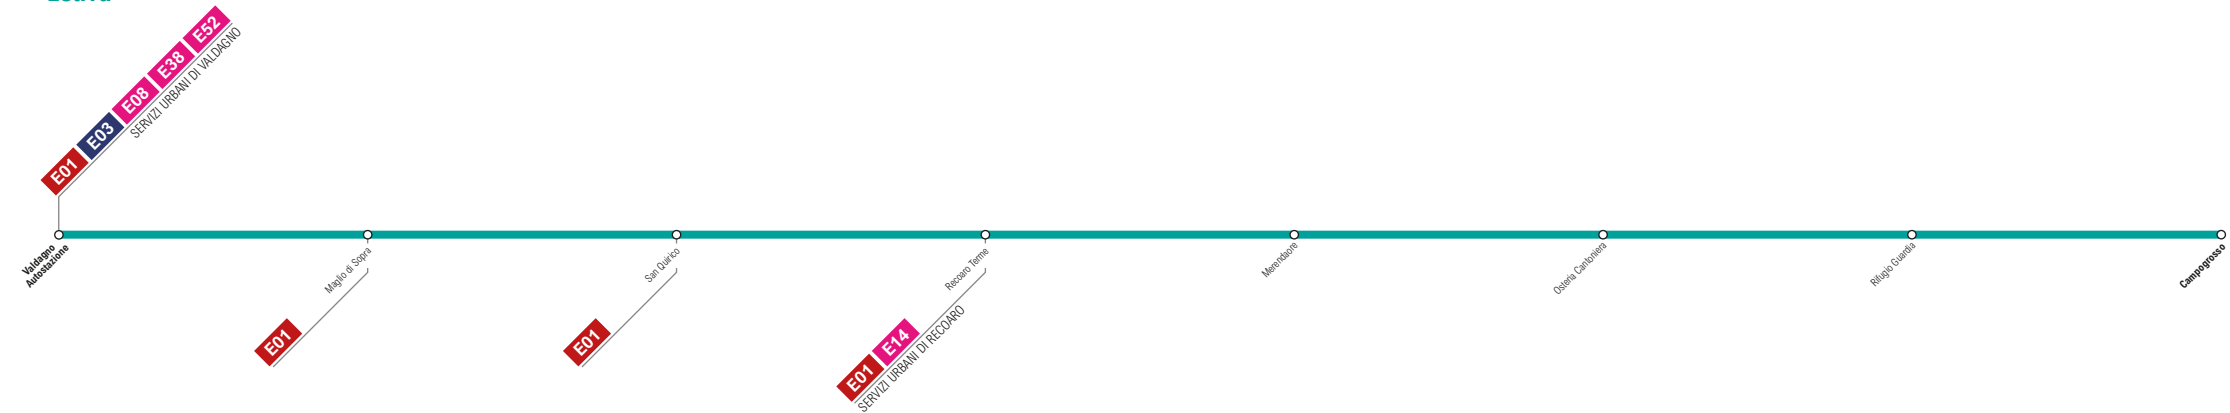 E01 E03 E08 E38 E52
SERVIZI URBANI DI VALDAGNO
Valdagno
Autostazione
Maglio di Sopra
E01
San Quirico
E01
Recoaro Terme
E01 E14
SERVIZI URBANI DI RECOARO
Merendaore
Osteria Cantoniera
Rifugio Guardia
Campogrosso